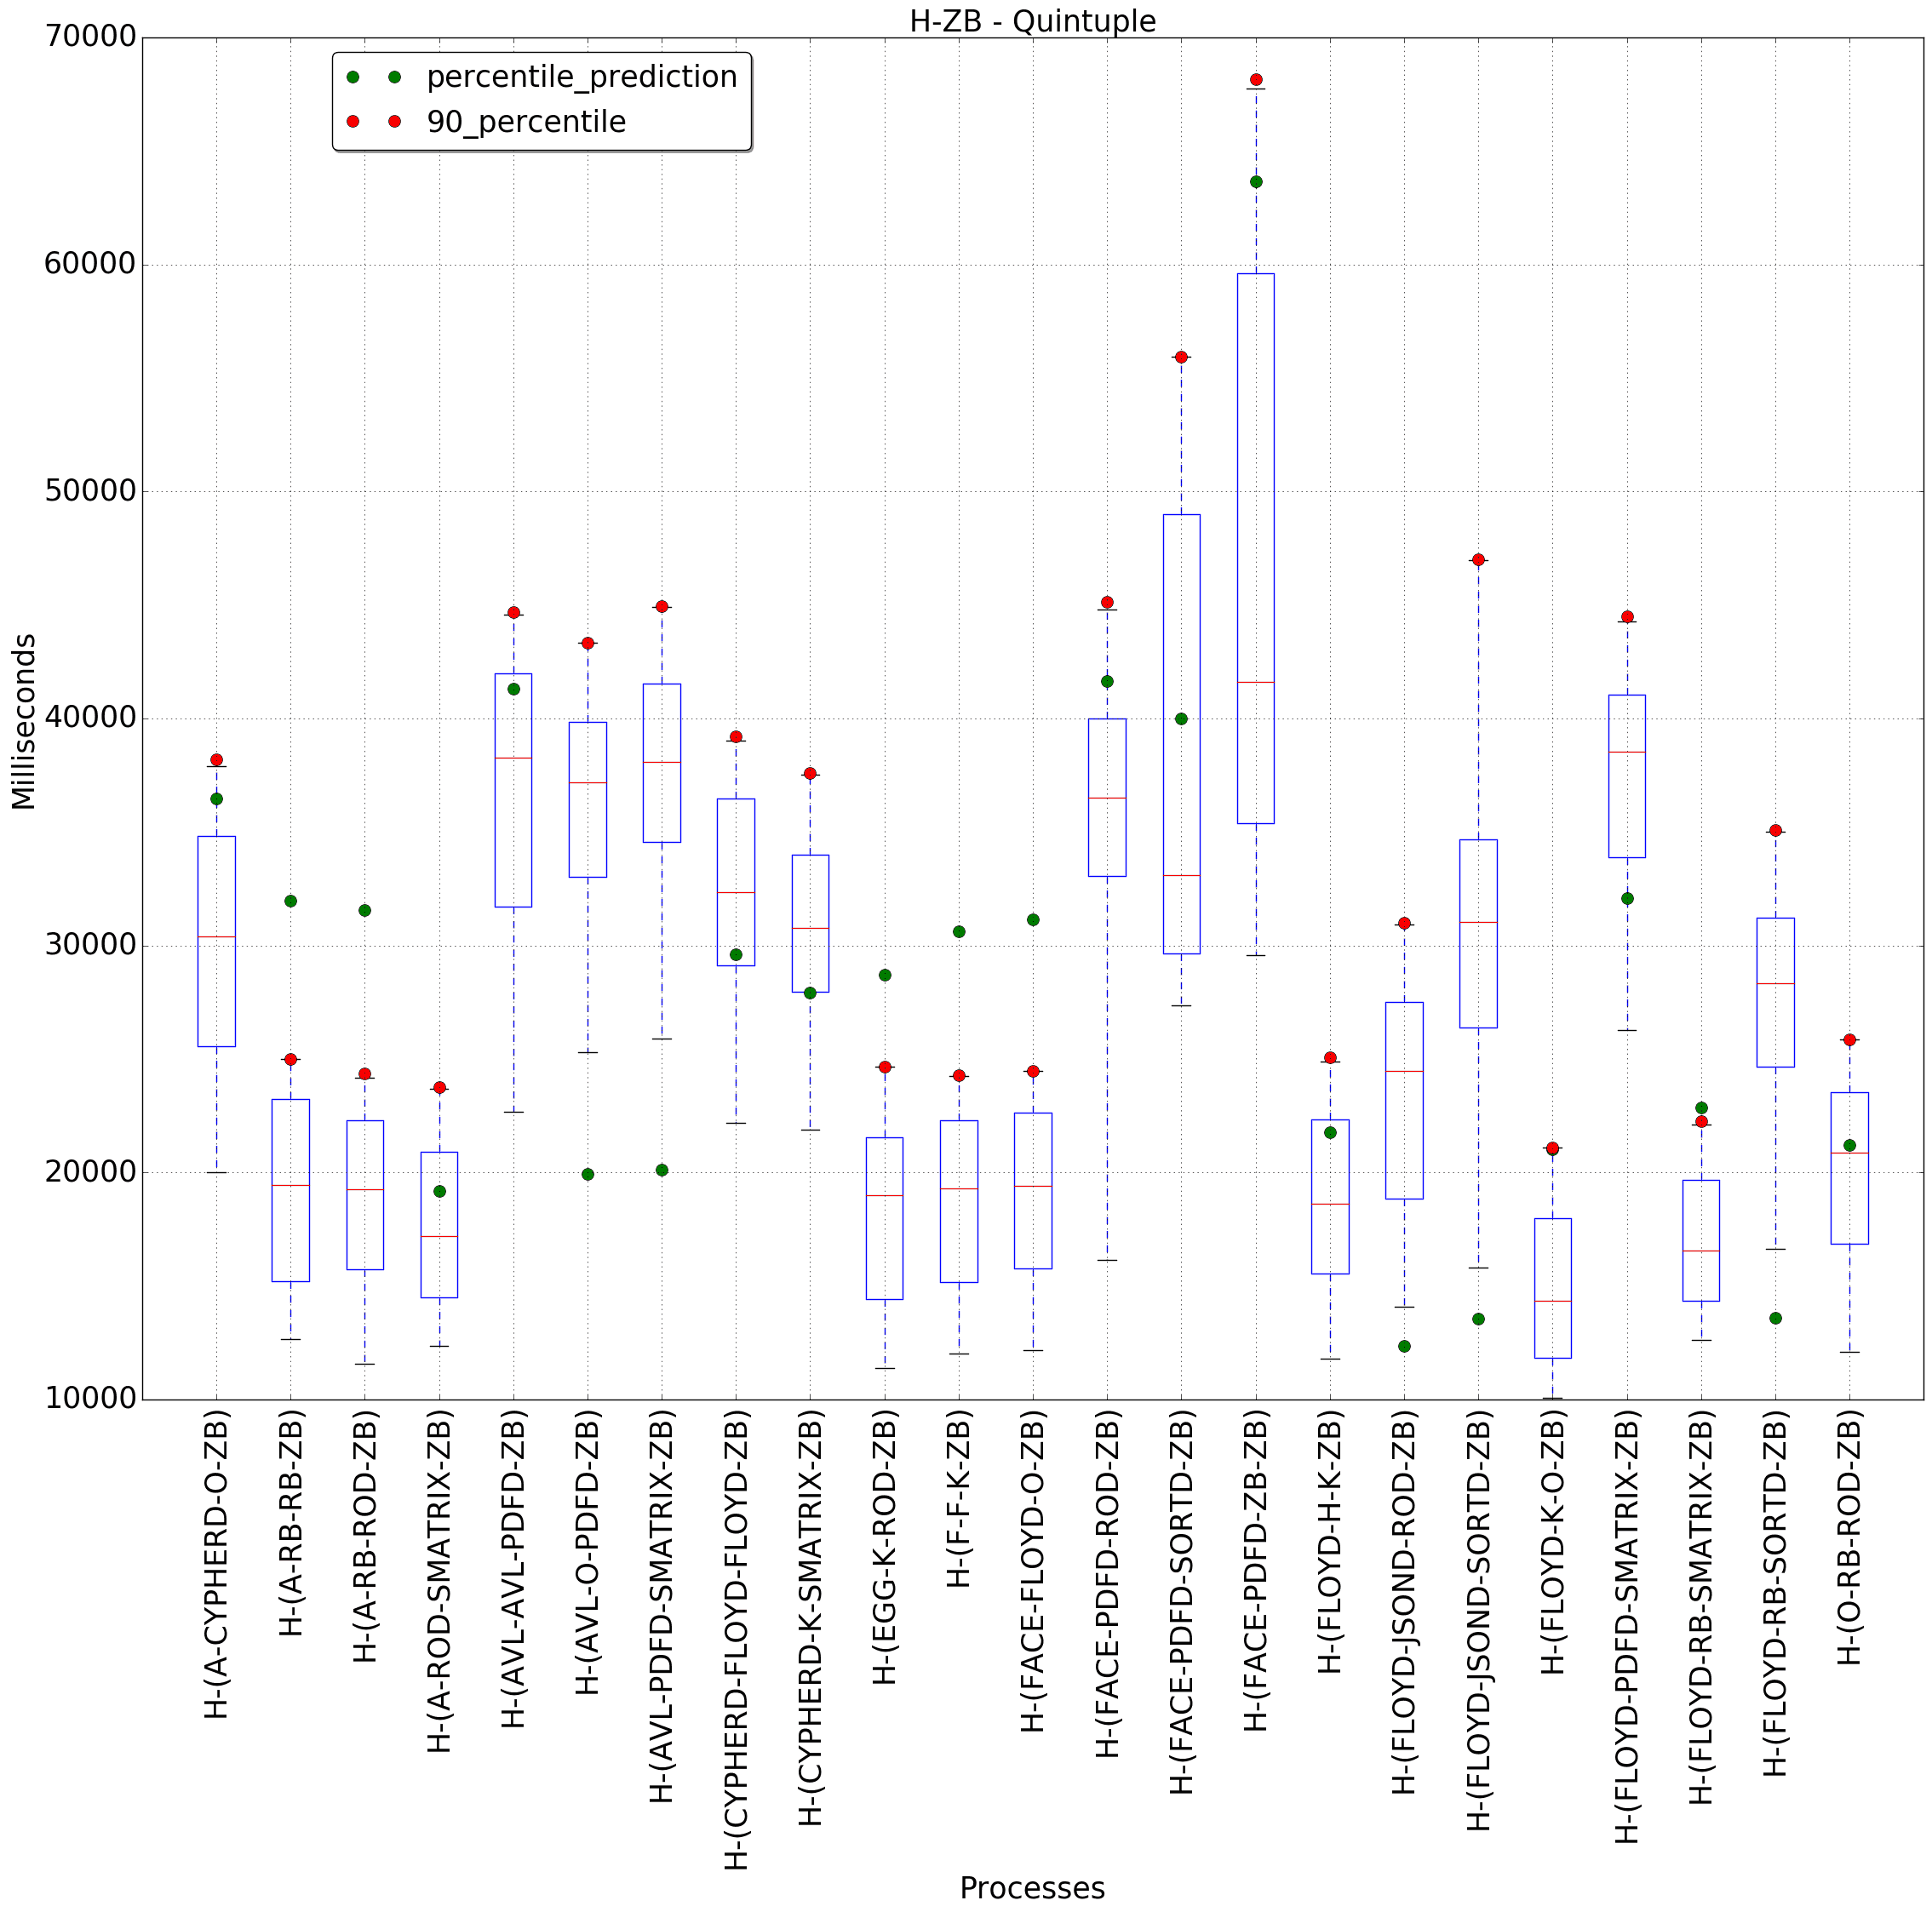 H-ZB - Quintuple
percentile_prediction
90_percentile
70000
60000
50000
40000
30000
20000
10000
Milliseconds
H-(A-CYPHERD-O-ZB)
H-(A-RB-RB-ZB)
H-(A-RB-ROD-ZB)
H-(A-ROD-SMATRIX-ZB)
H-(AVL-AVL-PDFD-ZB)
H-(AVL-O-PDFD-ZB)
H-(AVL-PDFD-SMATRIX-ZB)
H-(CYPHERD-FLOYD-FLOYD-ZB)
H-(CYPHERD-K-SMATRIX-ZB)
H-(EGG-K-ROD-ZB)
H-(F-F-K-ZB)
H-(FACE-FLOYD-O-ZB)
H-(FACE-PDFD-ROD-ZB)
H-(FACE-PDFD-SORTD-ZB)
H-(FACE-PDFD-ZB-ZB)
H-(FLOYD-H-K-ZB)
H-(FLOYD-JSOND-ROD-ZB)
H-(FLOYD-JSOND-SORTD-ZB)
H-(FLOYD-K-O-ZB)
H-(FLOYD-PDFD-SMATRIX-ZB)
H-(FLOYD-RB-SMATRIX-ZB)
H-(FLOYD-RB-SORTD-ZB)
H-(O-RB-ROD-ZB)
Processes